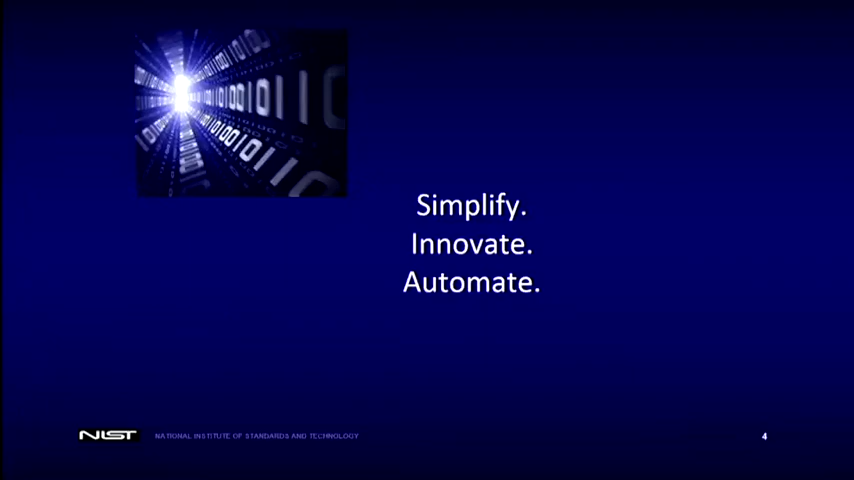 Simplify.
Innovate.
Automate.
NIST
NATIONAL INSTITUTE OF STANDARDS AND TECHNOLOGY
4